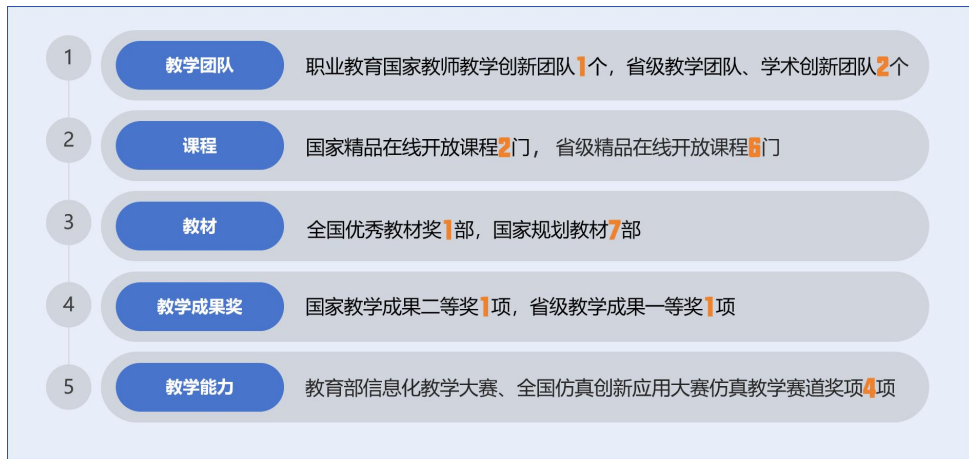 1
教学团队
职业教育国家教师教学创新团队1个，省级教学团队、学术创新团队2个
2
课程
国家精品在线开放课程2门， 省级精品在线开放课程6门
3
教材
全国优秀教材奖1部，国家规划教材7部
4
教学成果奖
国家教学成果二等奖1项，省级教学成果一等奖1项
5
教学能力
教育部信息化教学大赛、全国仿真创新应用大赛仿真教学赛道奖项4项